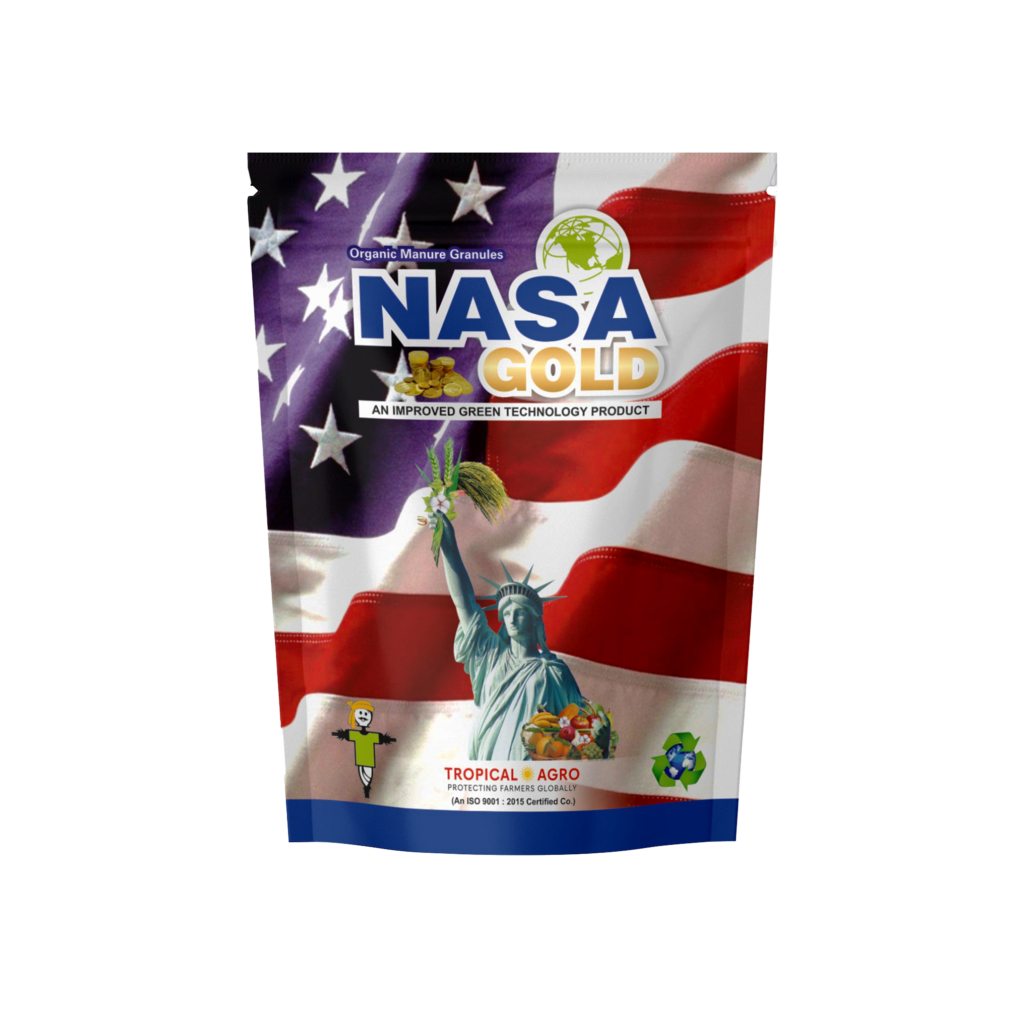 Organic Manure Granules
NASA
GOLD
AN IMPROVED GREEN TECHNOLOGY PRODUCT
TROPICAL AGRO
PROTECTING FARMERS GLOBALLY
(An ISO 9001 : 2015 Certified Co.)